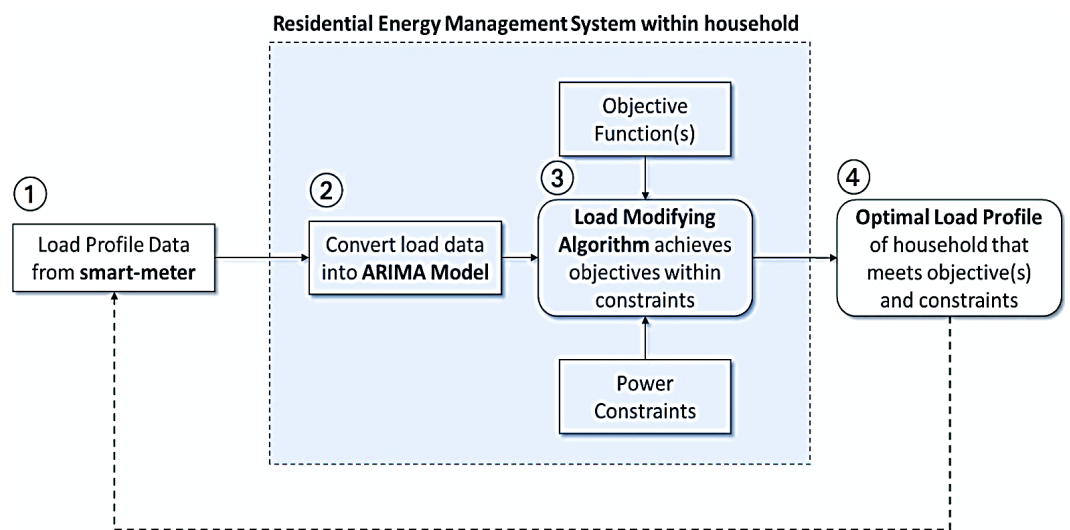 Residential Energy Management System within household
Objective
Function(s)
1
2
3
4
Load Profile Data
from smart-meter
Convert load data
into ARIMA Model
Load Modifying
Algorithm achieves
objectives within
constraints
Optimal Load Profile
of household that
meets objective(s)
and constraints
Power
Constraints